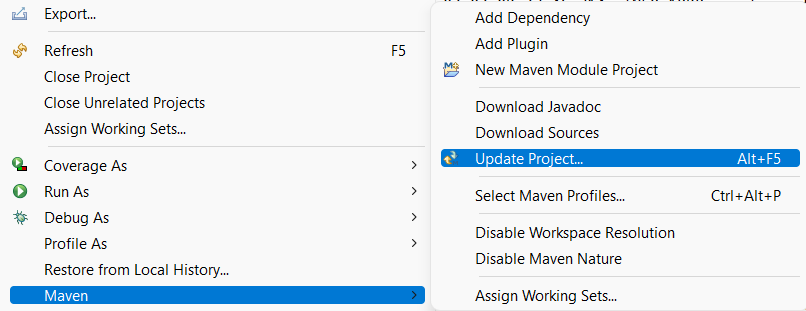 Export...
Refresh F5
Close Project
Close Unrelated Projects
Assign Working Sets...
Coverage As
Run As
Debug As
Profile As
Restore from Local History...
Maven
Add Dependency
Add Plugin
New Maven Module Project
Download Javadoc
Download Sources
Update Project... Alt+F5
Select Maven Profiles... Ctrl+Alt+P
Disable Workspace Resolution
Disable Maven Nature
Assign Working Sets...